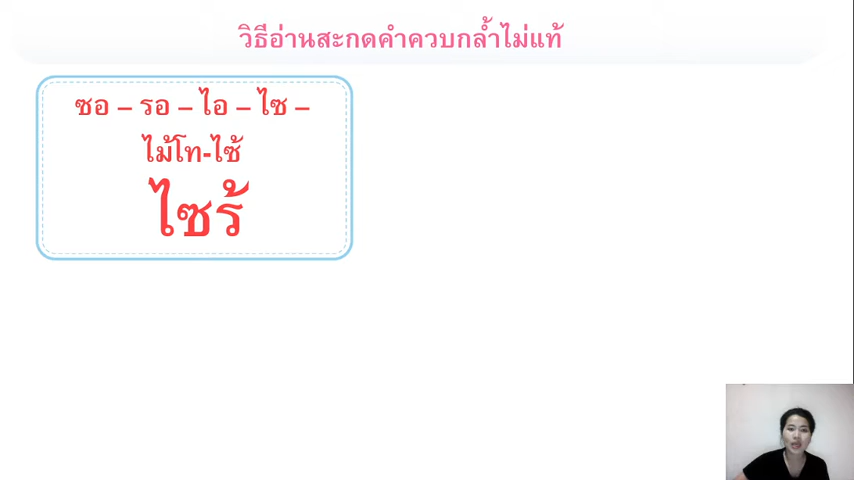 วิธีอ่านสะกดคำควบกล้ำไม่แท้
ซอ – รอ – ไอ – ไซ –
ไม้โท-ไซ้
ไซร้